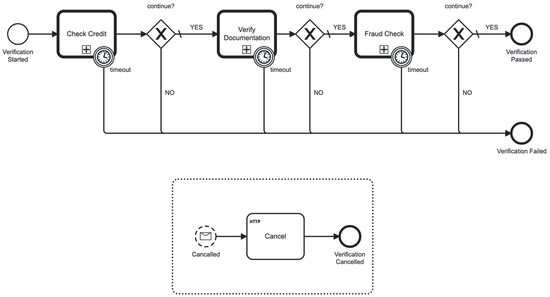 continue?
continue?
continue?
Check Credit
YES
Verify
Documentation
YES
Fraud Check
YES
Verification
Started
timeout
timeout
timeout
Verification
Passed
NO
NO
NO
Verification Failed
HTTP
Cancel
Cancalled
Verification
Cancelled